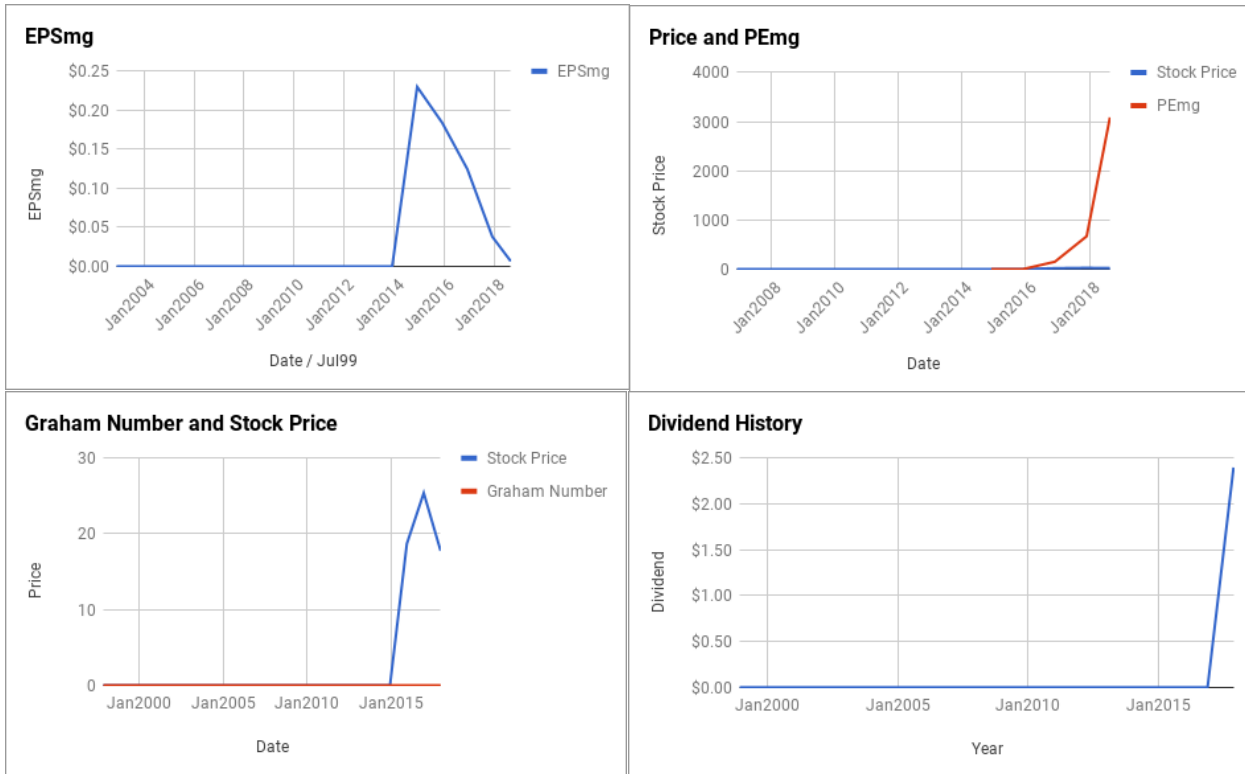 EPSmg
EPSmg
$0.25
$0.20
$0.15
$0.10
$0.05
$0.00
EPSmg
Jan2004
Jan2006
Jan2008
Jan2010
Jan2012
Jan2014
Jan2016
Jan2018
Date / Jul99
Price and PEmg
Stock Price
PEmg
4000
3000
2000
1000
0
Stock Price
Jan2008
Jan2010
Jan2012
Jan2014
Jan2016
Jan2018
Date
Graham Number and Stock Price
Stock Price
Graham Number
30
20
10
0
Price
Jan2000
Jan2005
Jan2010
Jan2015
Date
Dividend History
$2.50
$2.00
$1.50
$1.00
$0.50
$0.00
Dividend
Jan2000
Jan2005
Jan2010
Jan2015
Year